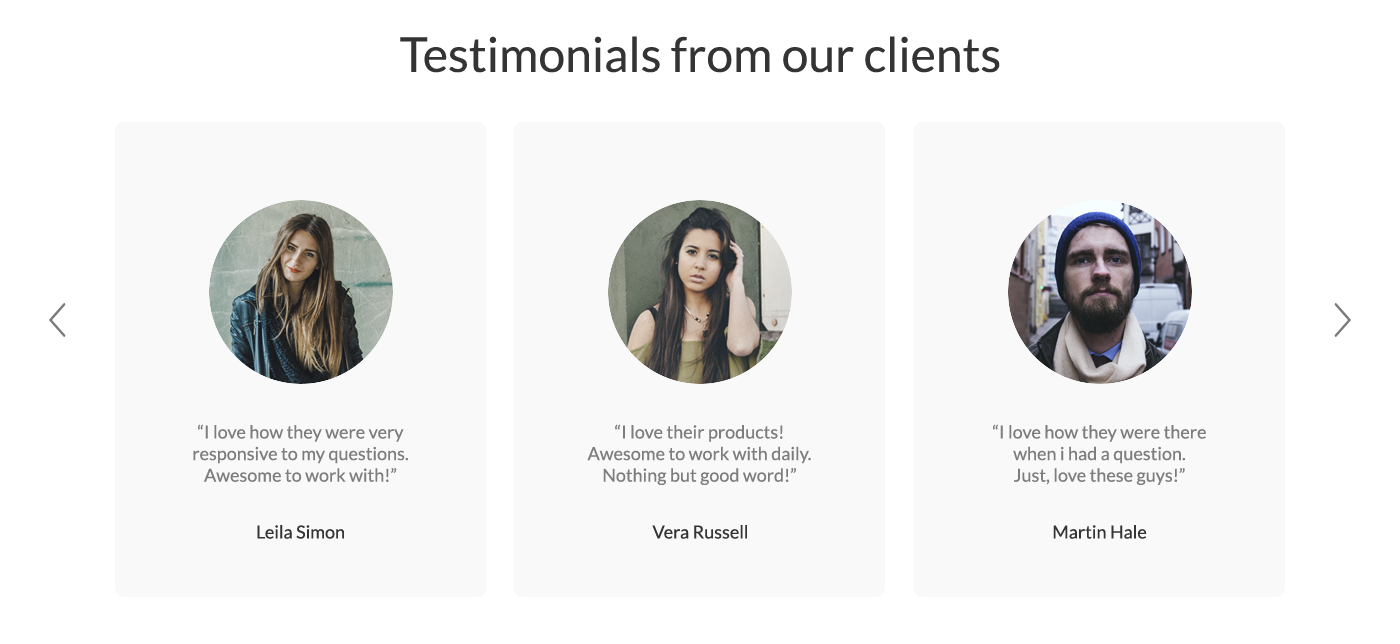 Testimonials from our clients
“I love how they were very
responsive to my questions.
Awesome to work with!”
Leila Simon
“I love their products!
Awesome to work with daily.
Nothing but good word!”
Vera Russell
“I love how they were there
when i had a question.
Just, love these guys!”
Martin Hale